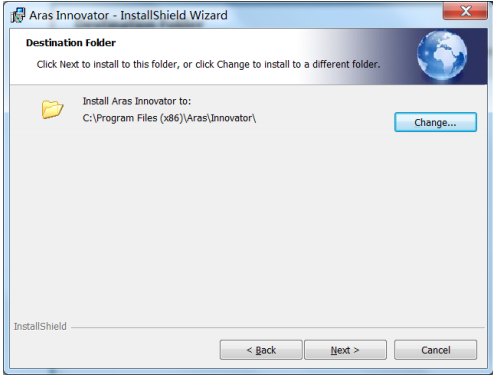 Aras Innovator - InstallShield Wizard
Destination Folder
Click Next to install to this folder, or click Change to install to a different folder.
Install Aras Innovator to:
C:\Program Files (x86)\Aras\Innovator\
Change...
InstallShield
< Back
Next >
Cancel